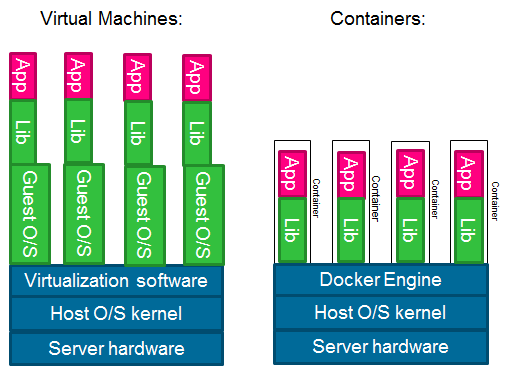 Virtual Machines:
App
Lib
Guest O/S
App
Lib
Guest O/S
App
Lib
Guest O/S
App
Lib
Guest O/S
Virtualization software
Host O/S kernel
Server hardware
Containers:
App
Lib
Container
App
Lib
Container
App
Lib
Container
App
Lib
Container
Docker Engine
Host O/S kernel
Server hardware